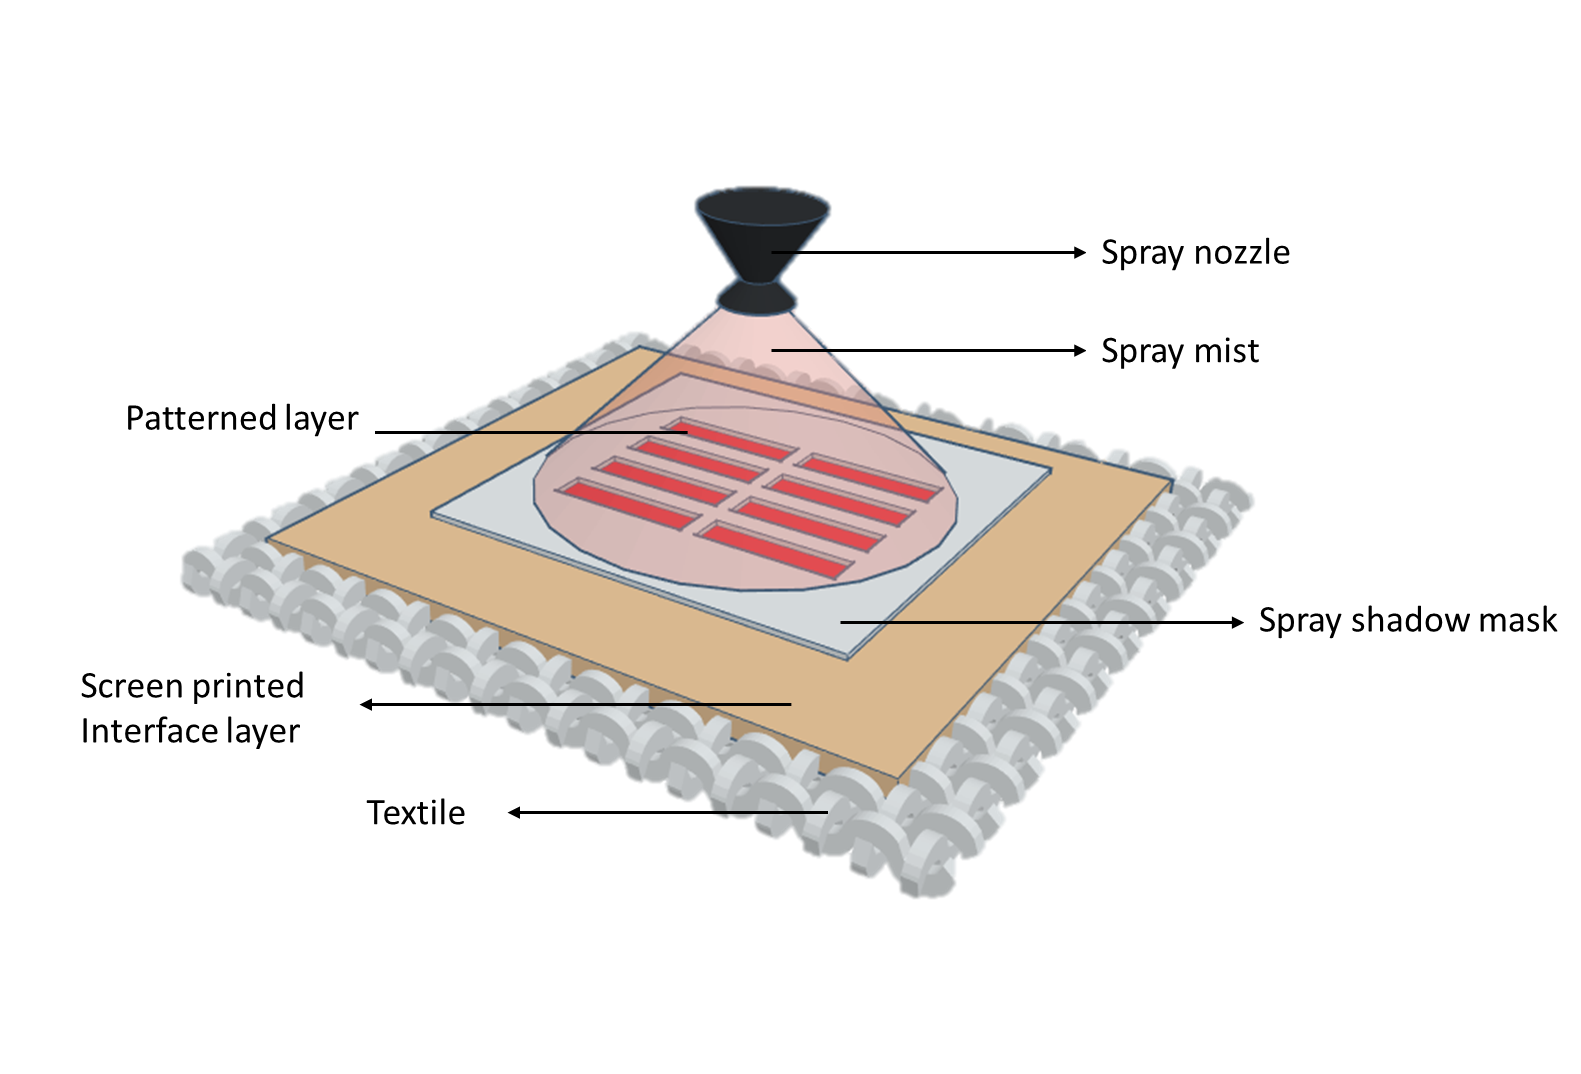 Spray nozzle
Spray mist
Patterned layer
Spray shadow mask
Screen printed
Interface layer
Textile